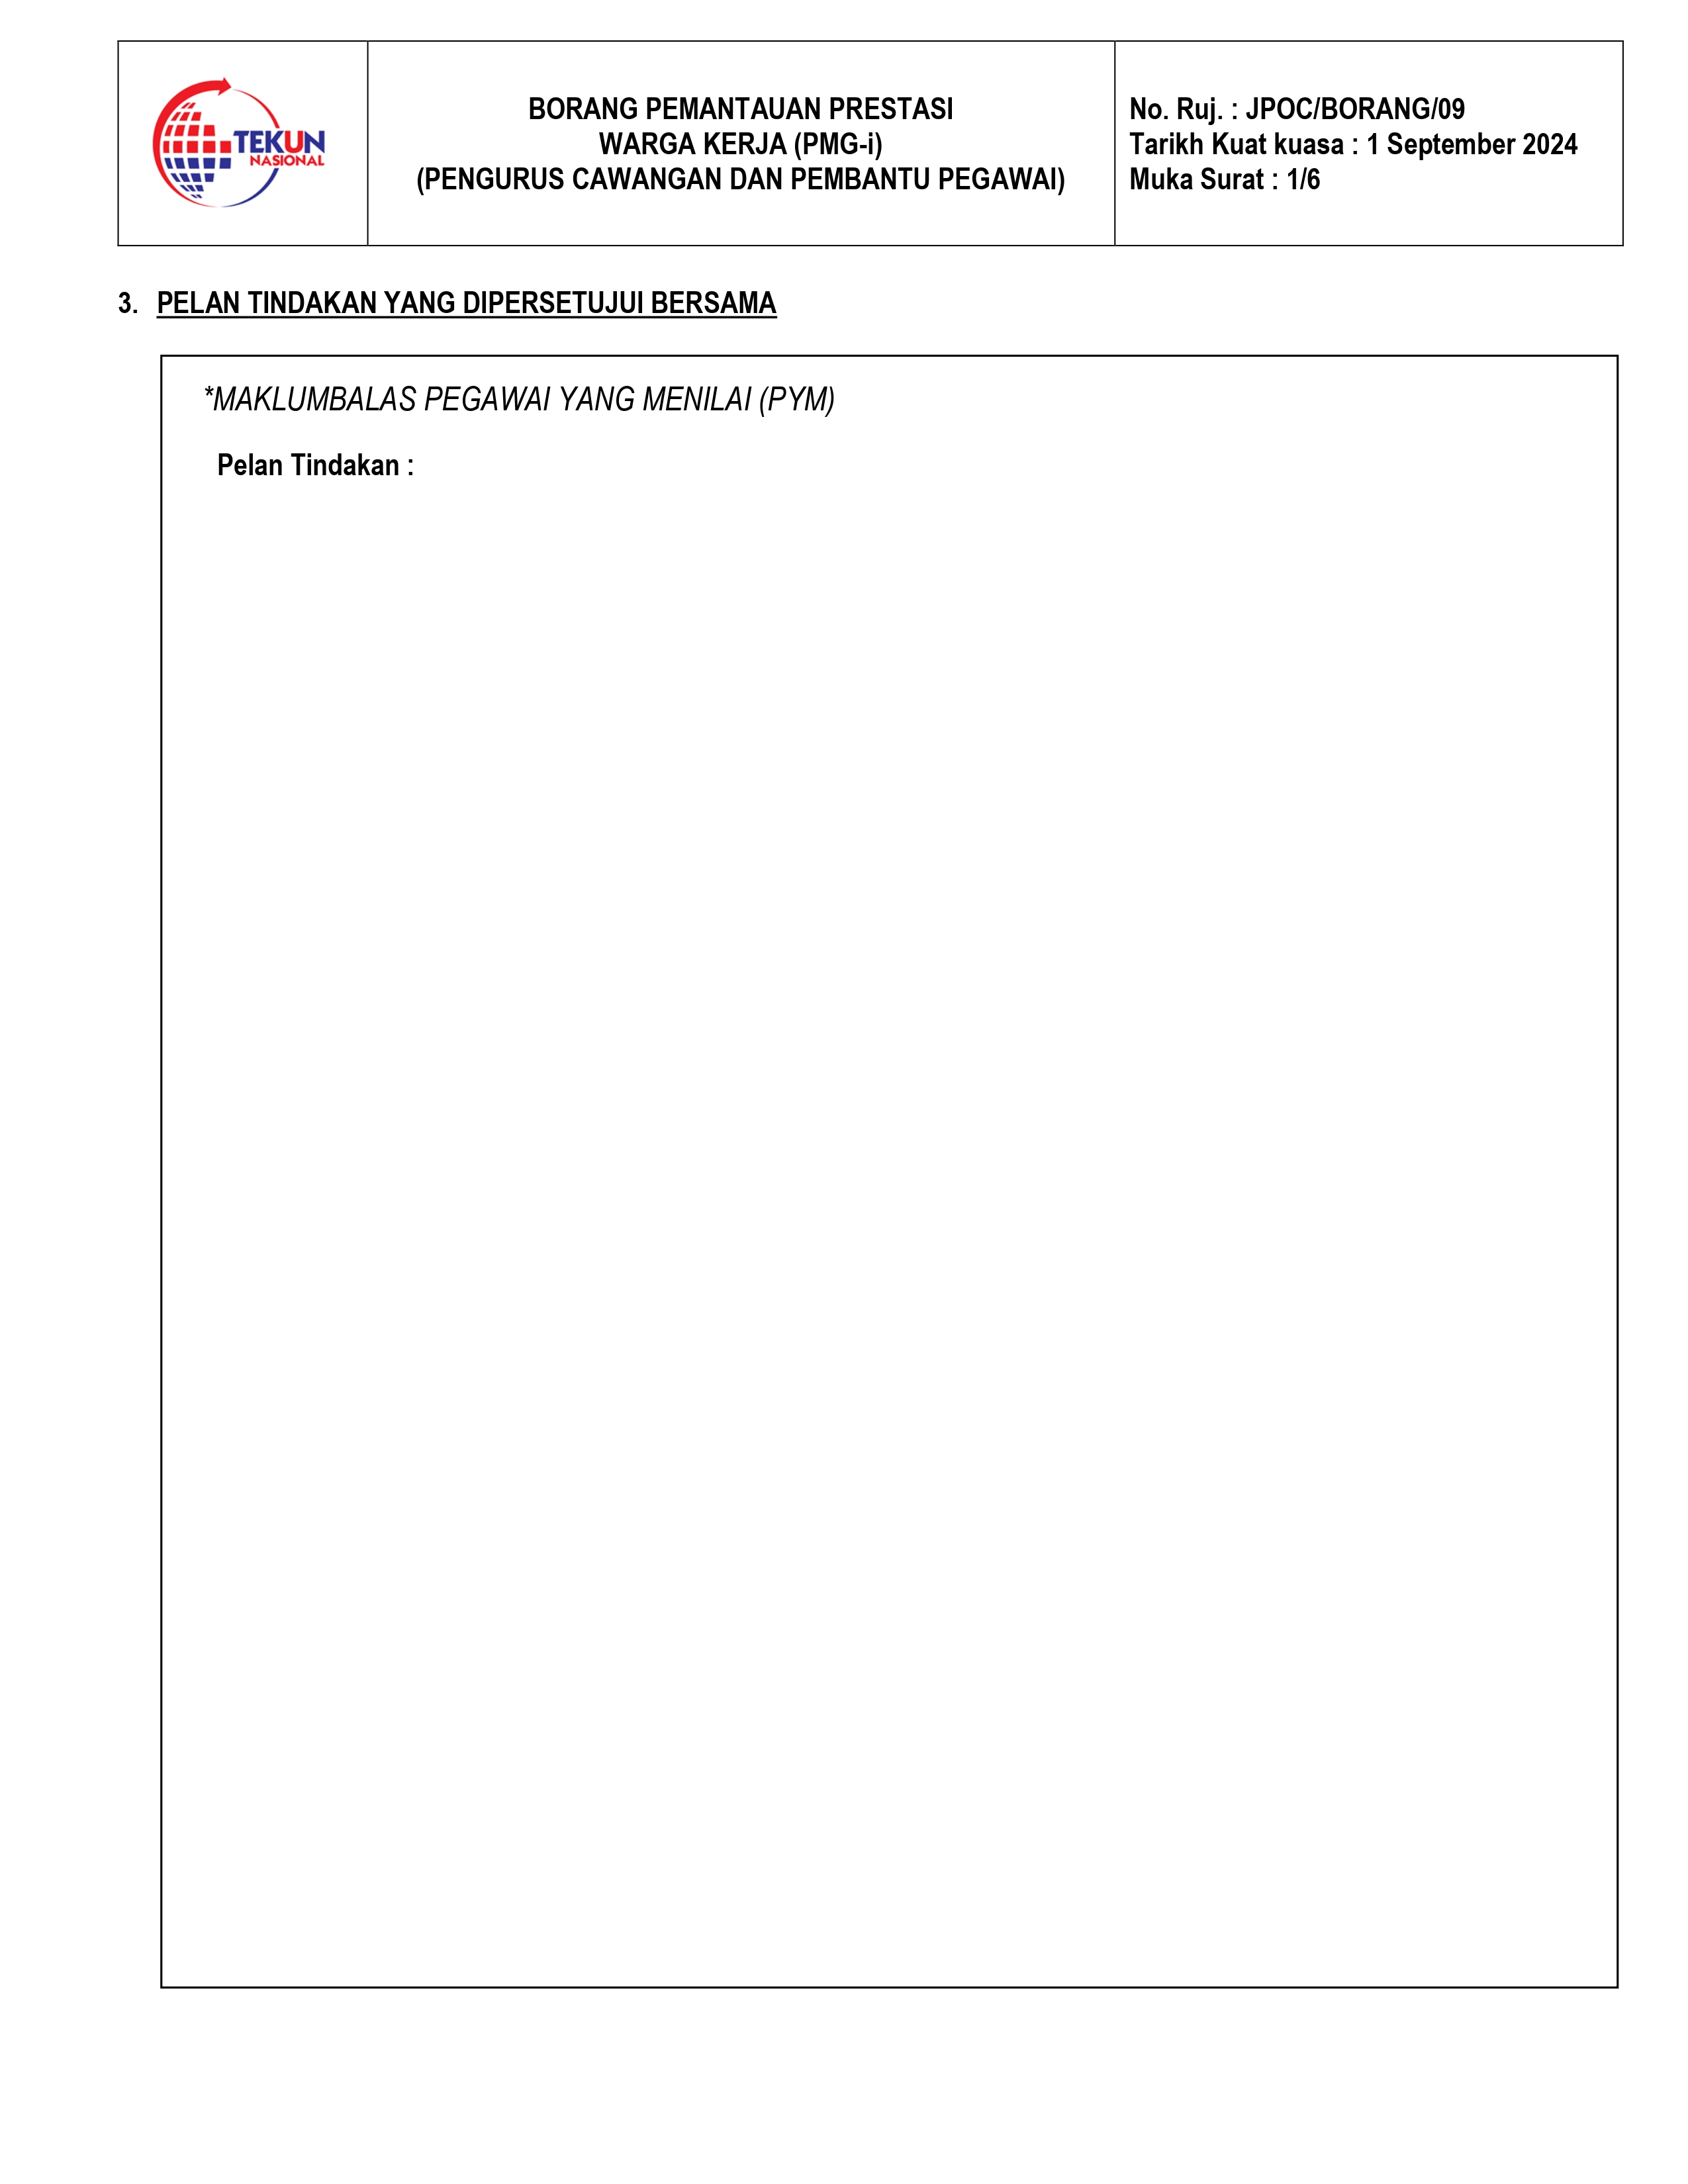 TEKUN
NASIONAL
BORANG PEMANTAUAN PRESTASI
WARGA KERJA (PMG-i)
(PENGURUS CAWANGAN DAN PEMBANTU PEGAWAI)
No. Ruj. : JPOC/BORANG/09
Tarikh Kuat kuasa : 1 September 2024
Muka Surat : 1/6
3. PELAN TINDAKAN YANG DIPERSETUJUI BERSAMA
*MAKLUMBALAS PEGAWAI YANG MENILAI (PYM)
Pelan Tindakan :